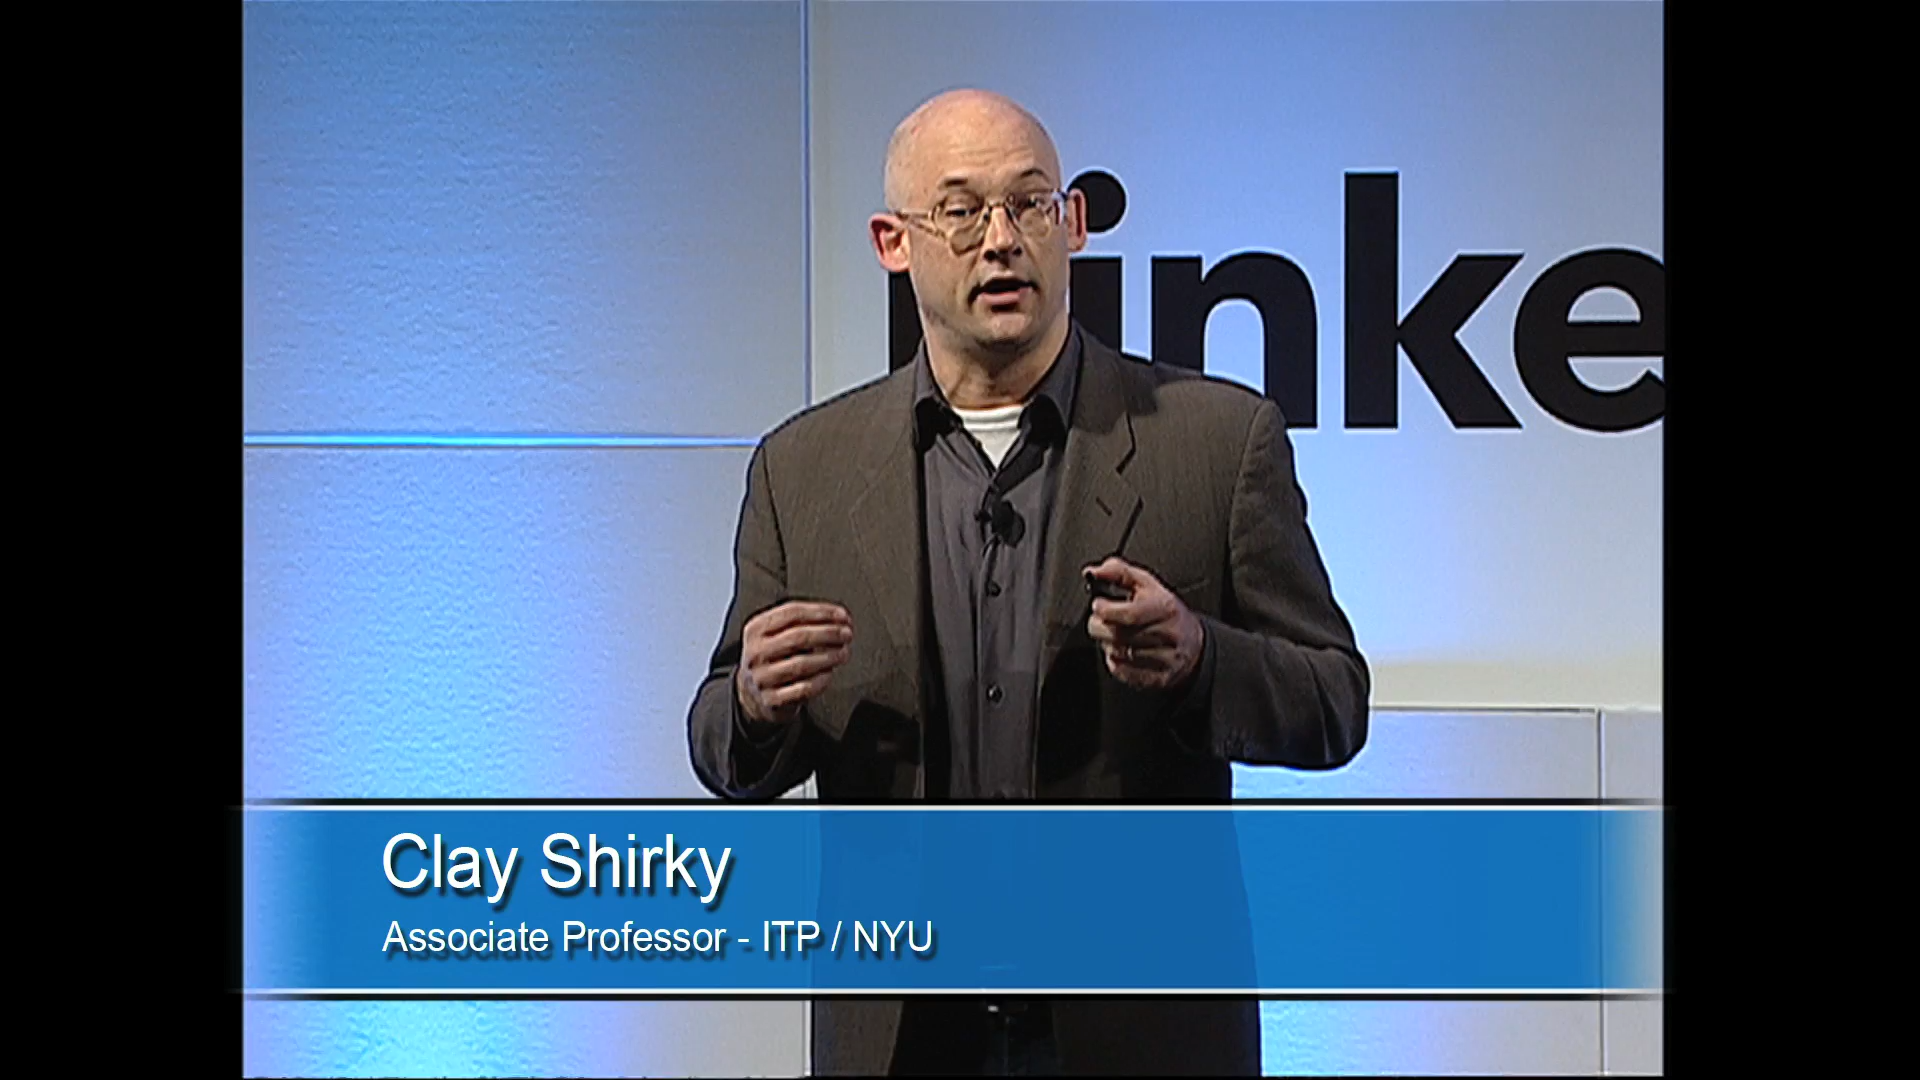 inke
Clay Shirky
Associate Professor - ITP / NYU